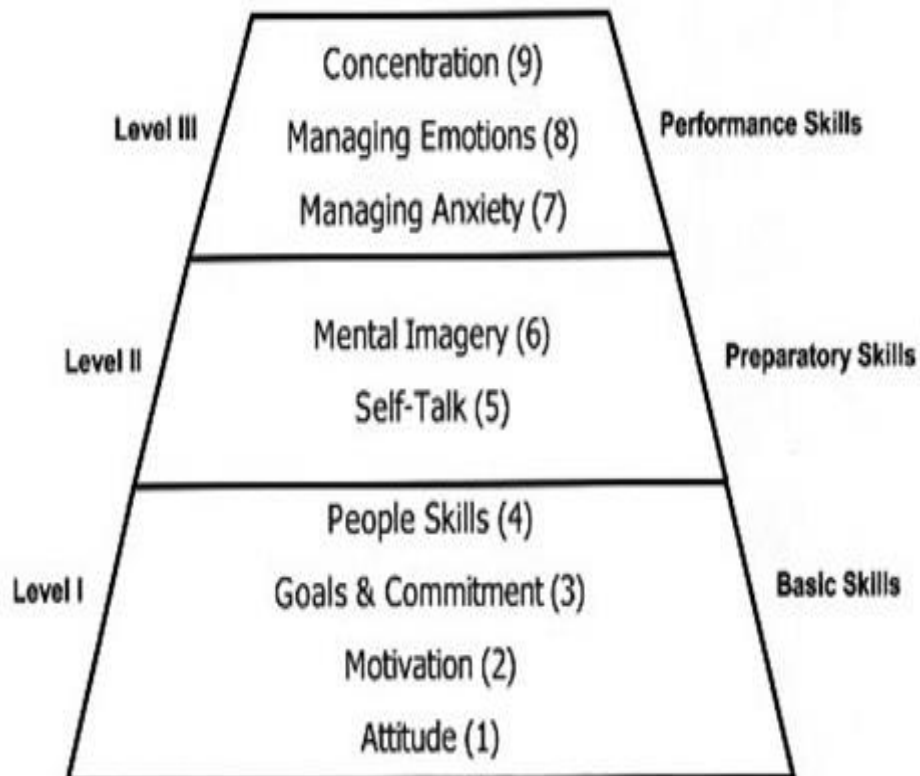 Concentration (9)
Level III
Managing Emotions (8)
Performance Skills
Managing Anxiety (7)
Mental Imagery (6)
Level II
Preparatory Skills
Self-Talk (5)
People Skills (4)
Level I
Goals & Commitment (3)
Basic Skills
Motivation (2)
Attitude (1)